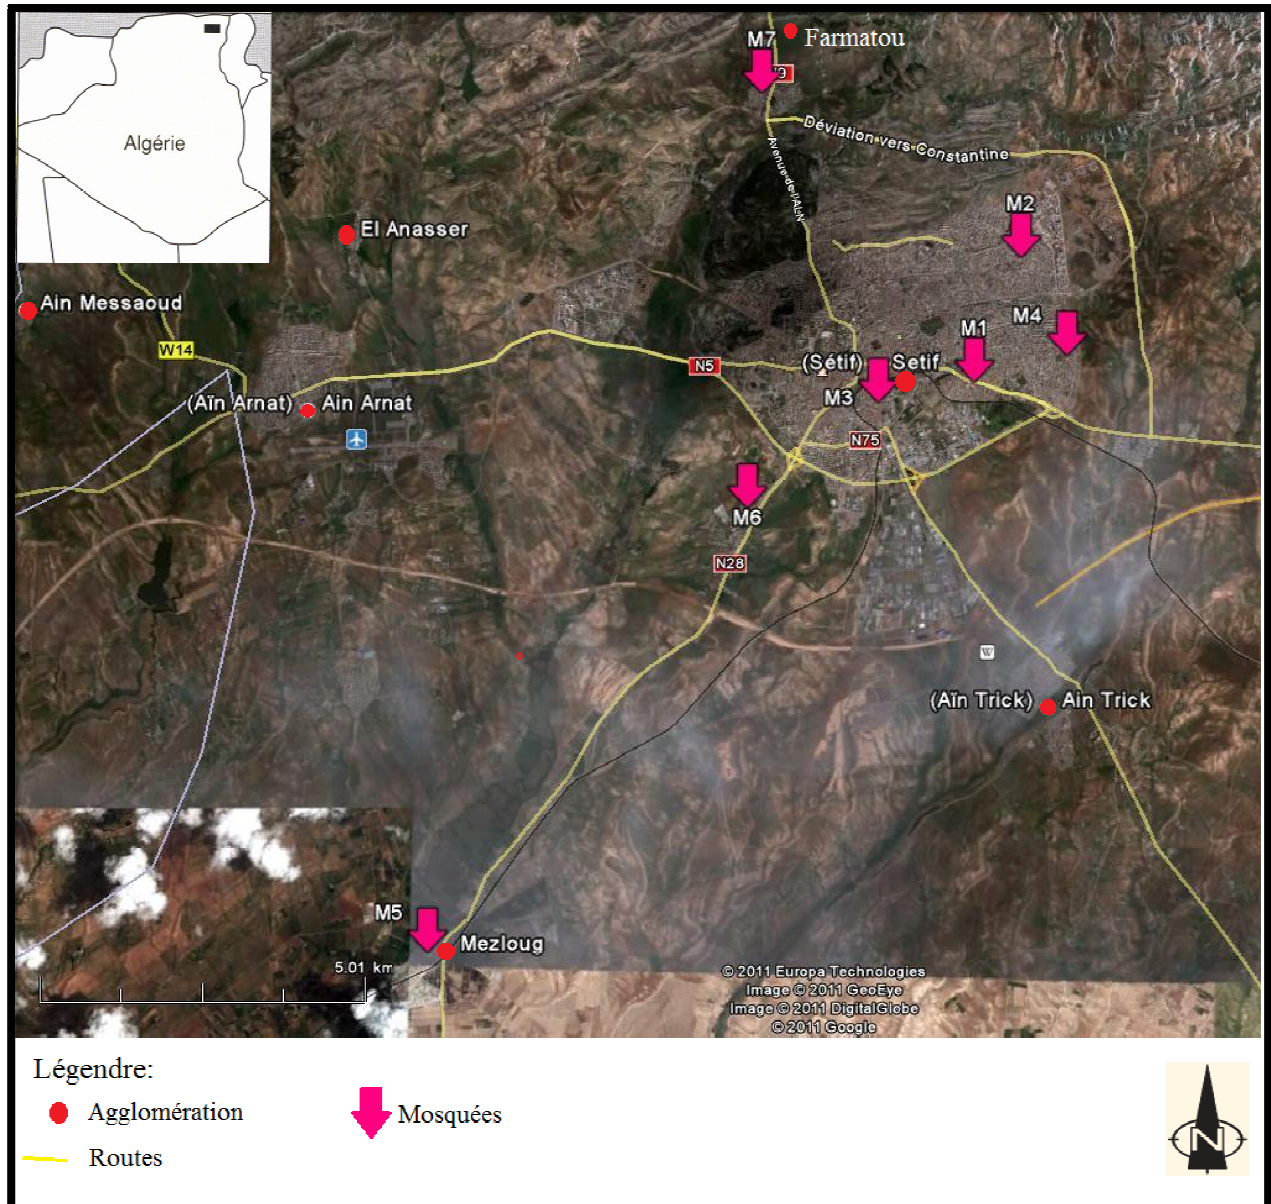 Algérie
M7
Farmatou
Déviation vers Constantine
Avenue-de-l'ALN
M2
El Anasser
Ain Messaoud
M4
M1
W14
N5
(Sétif) Setif
M3
(Aïn Arnat) Ain Arnat
N75
M6
N28
W
(Aïn Trick) Ain Trick
M5
Mezloug
5.01 km
© 2011 Europa Technologies
Image © 2011 GeoEye
Image © 2011 DigitalGlobe
© 2011 Google
Légendre:
Agglomération
Mosquées
Routes
N